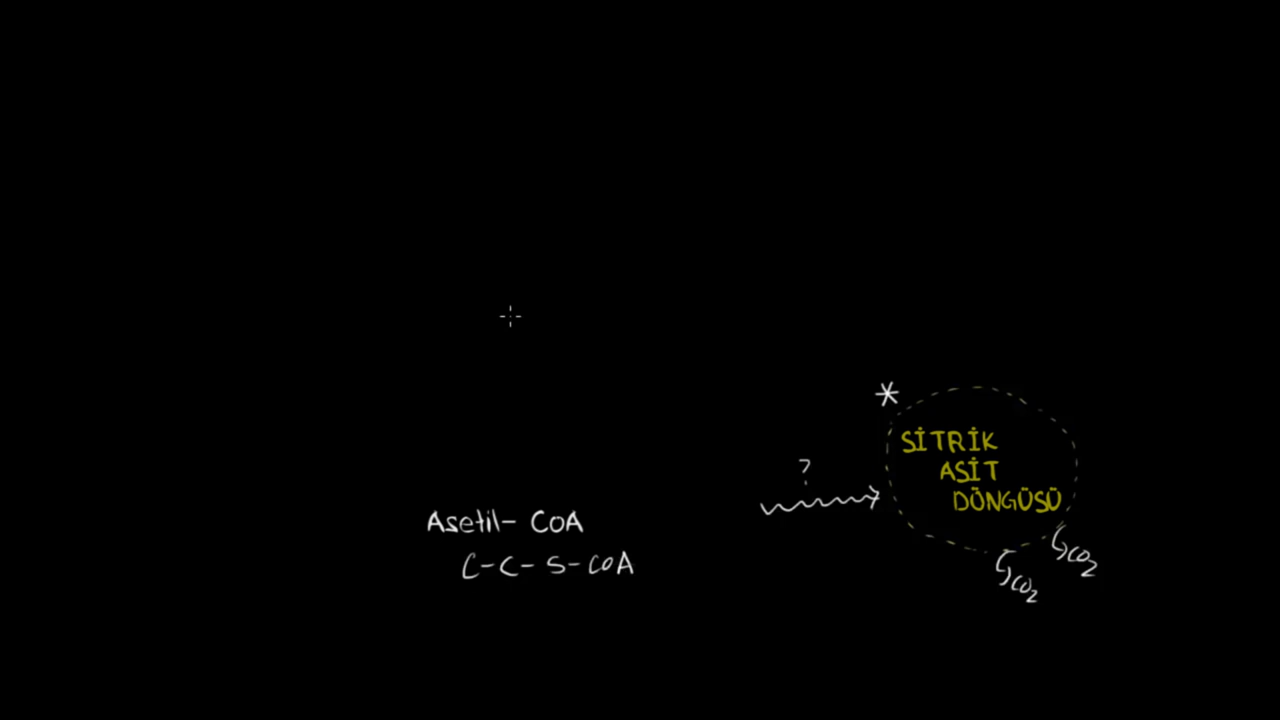 *
SİTRİK
ASİT
DÖNGÜSÜ
?
Asetil- CoA
C-C-S-CoA
CO2
CO2